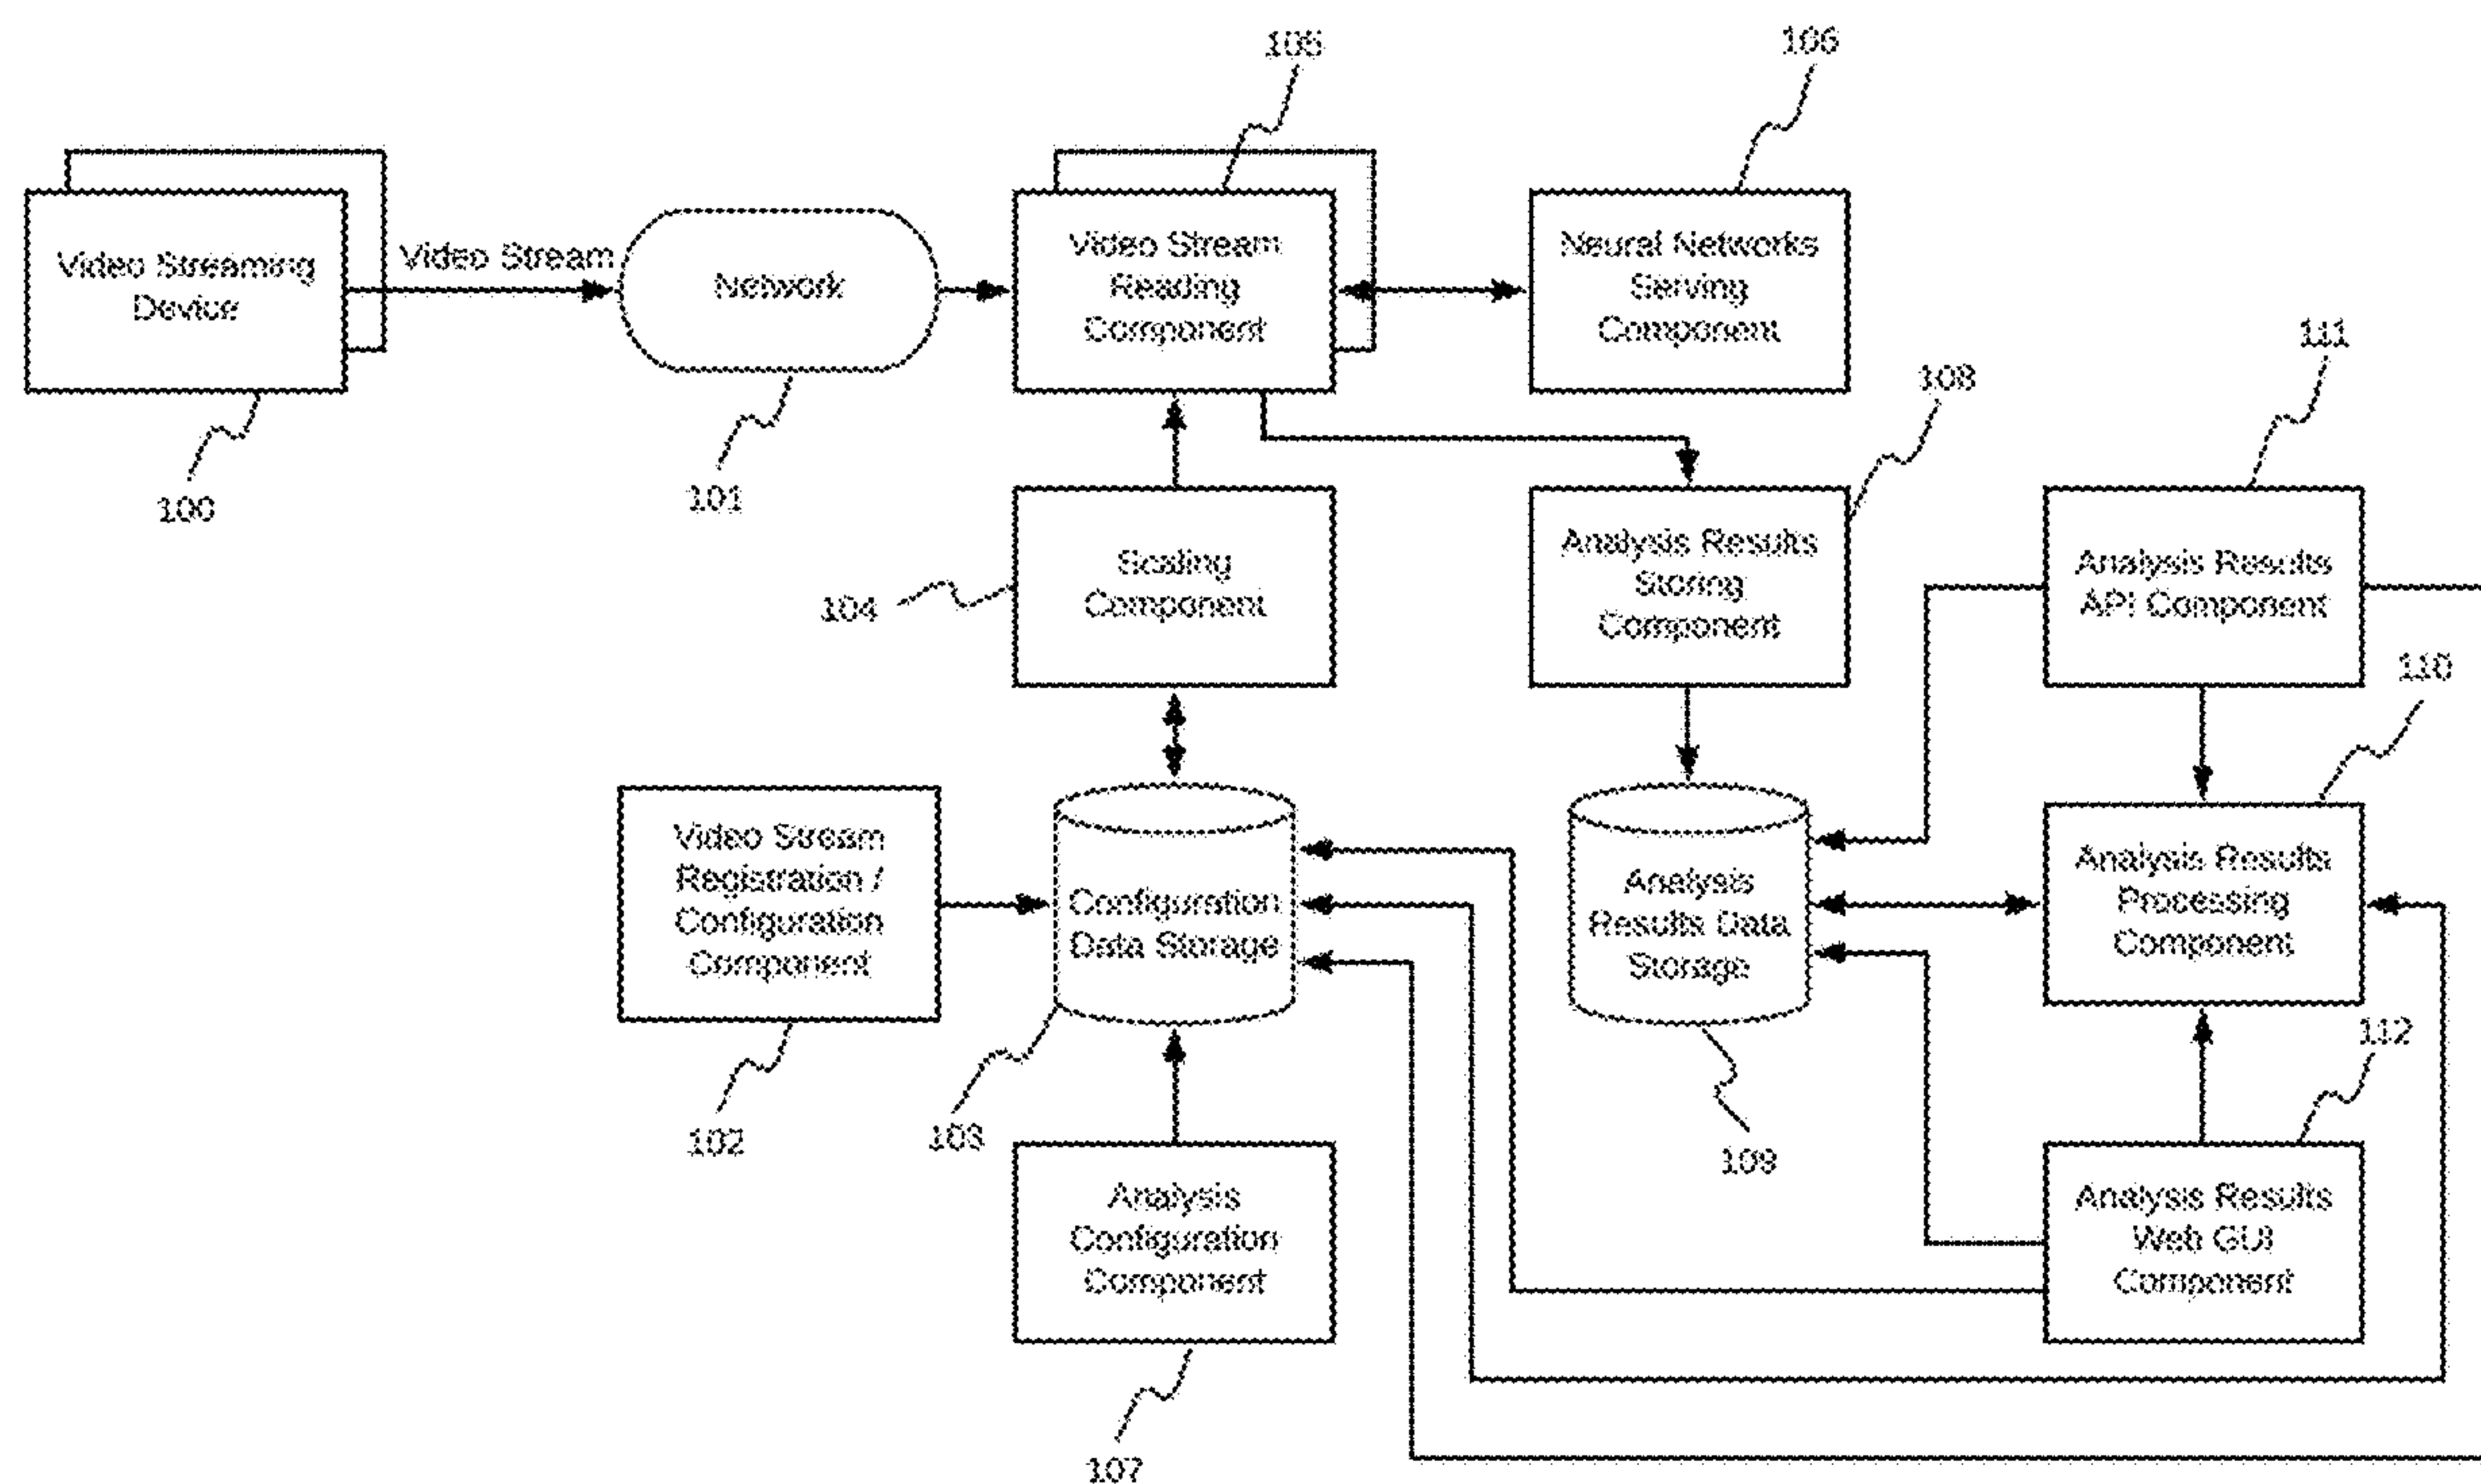 105
106
Video Streaming
Device
Video Stream
Network
Video Stream
Reading
Component
Neural Networks
Serving
Component
111
108
100
101
Scaling
Component
104
Analysis Results
Storing
Component
Analysis Results
API Component
110
Video Stream
Registration /
Configuration
Component
Configuration
Data Storage
Analysis
Results Data
Storage
Analysis Results
Processing
Component
112
102
103
109
Analysis
Configuration
Component
Analysis Results
Web GUI
Component
107